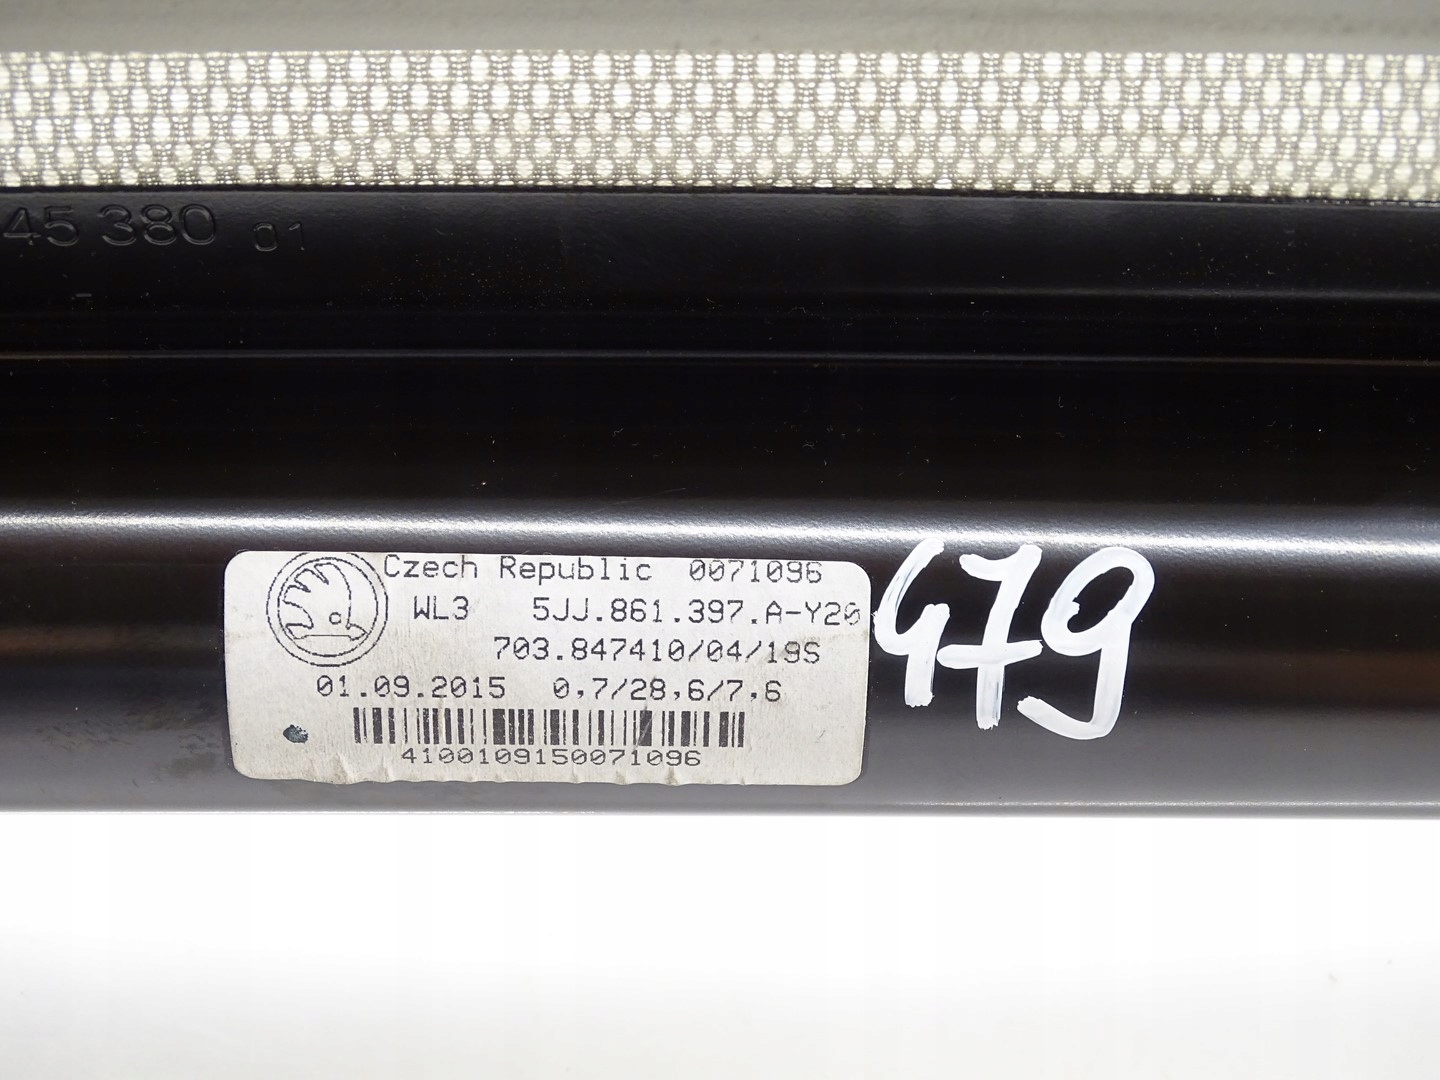 45 380 01
Czech Republic 0071096
WL3 5JJ.861.397.A-Y20
703.847410/04/19S
01.09.2015 0,7/28,6/7,6
4100109150071096
479